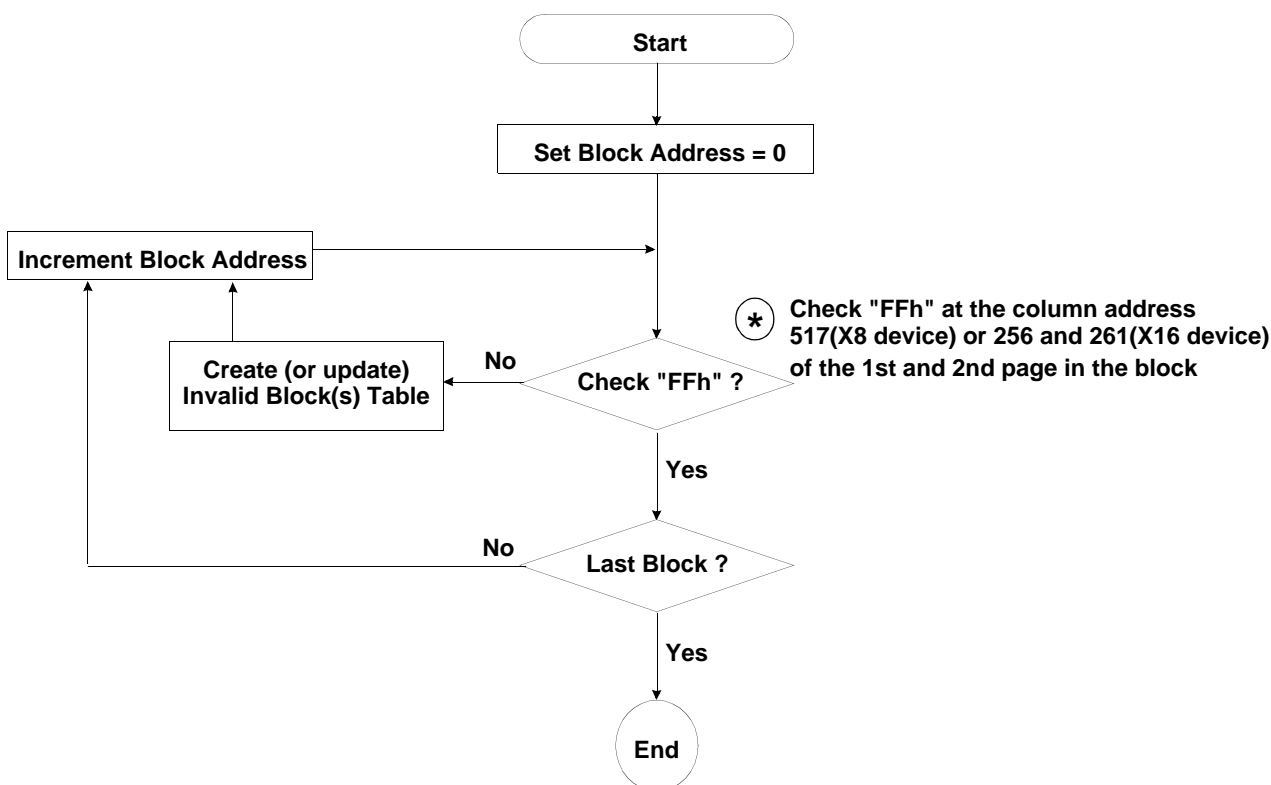 Start
Set Block Address = 0
Increment Block Address
*
Check "FFh" at the column address
517(X8 device) or 256 and 261(X16 device)
of the 1st and 2nd page in the block
No
Create (or update)
Invalid Block(s) Table
Check "FFh" ?
Yes
No
Last Block ?
Yes
End